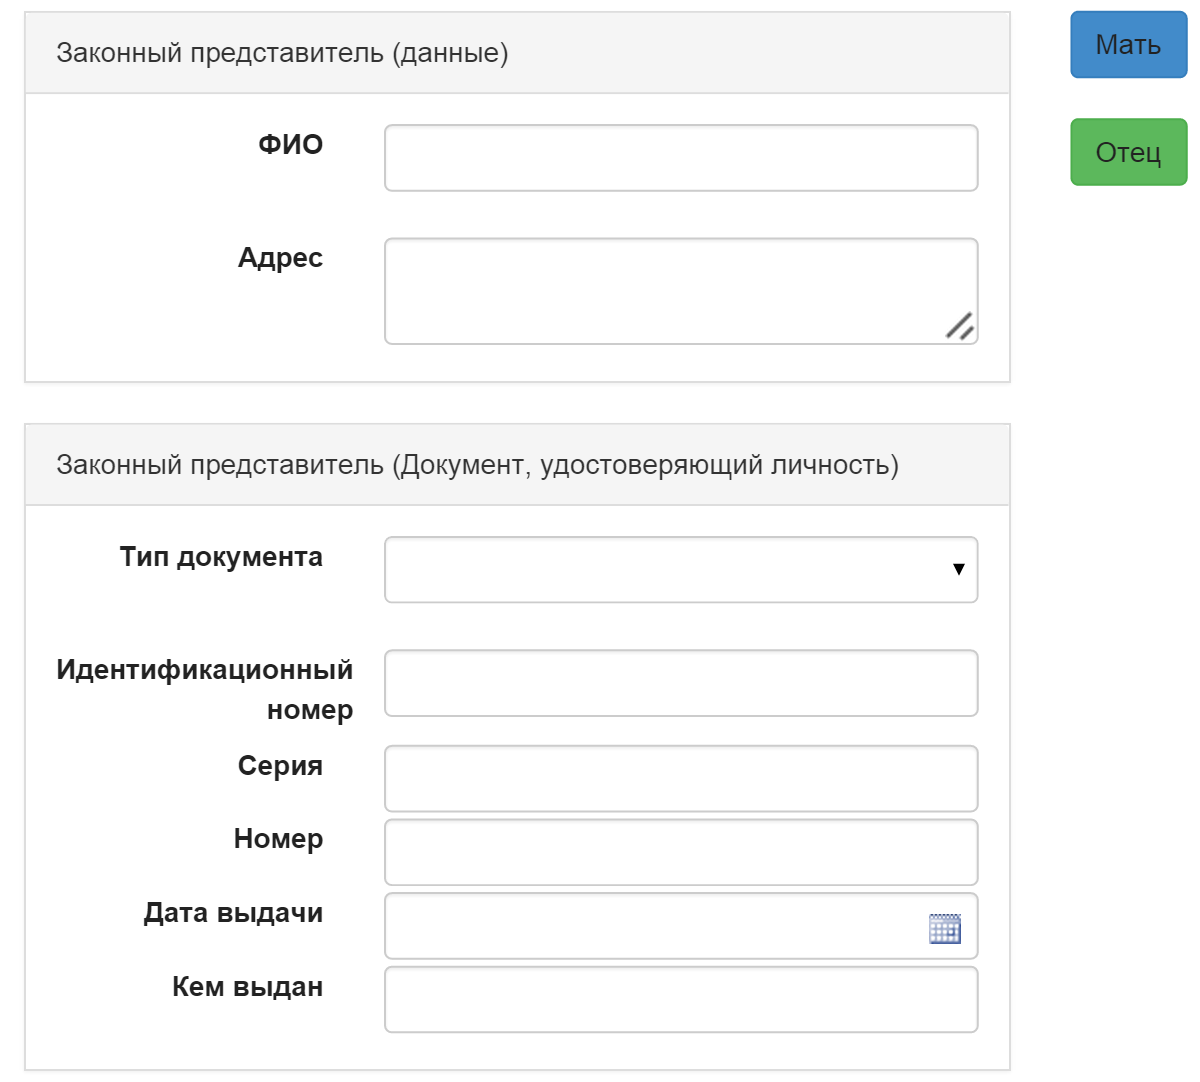 Законный представитель (данные)
Мать
ФИО
Отец
Адрес
Законный представитель (Документ, удостоверяющий личность)
Тип документа
Идентификационный
номер
Серия
Номер
Дата выдачи
Кем выдан